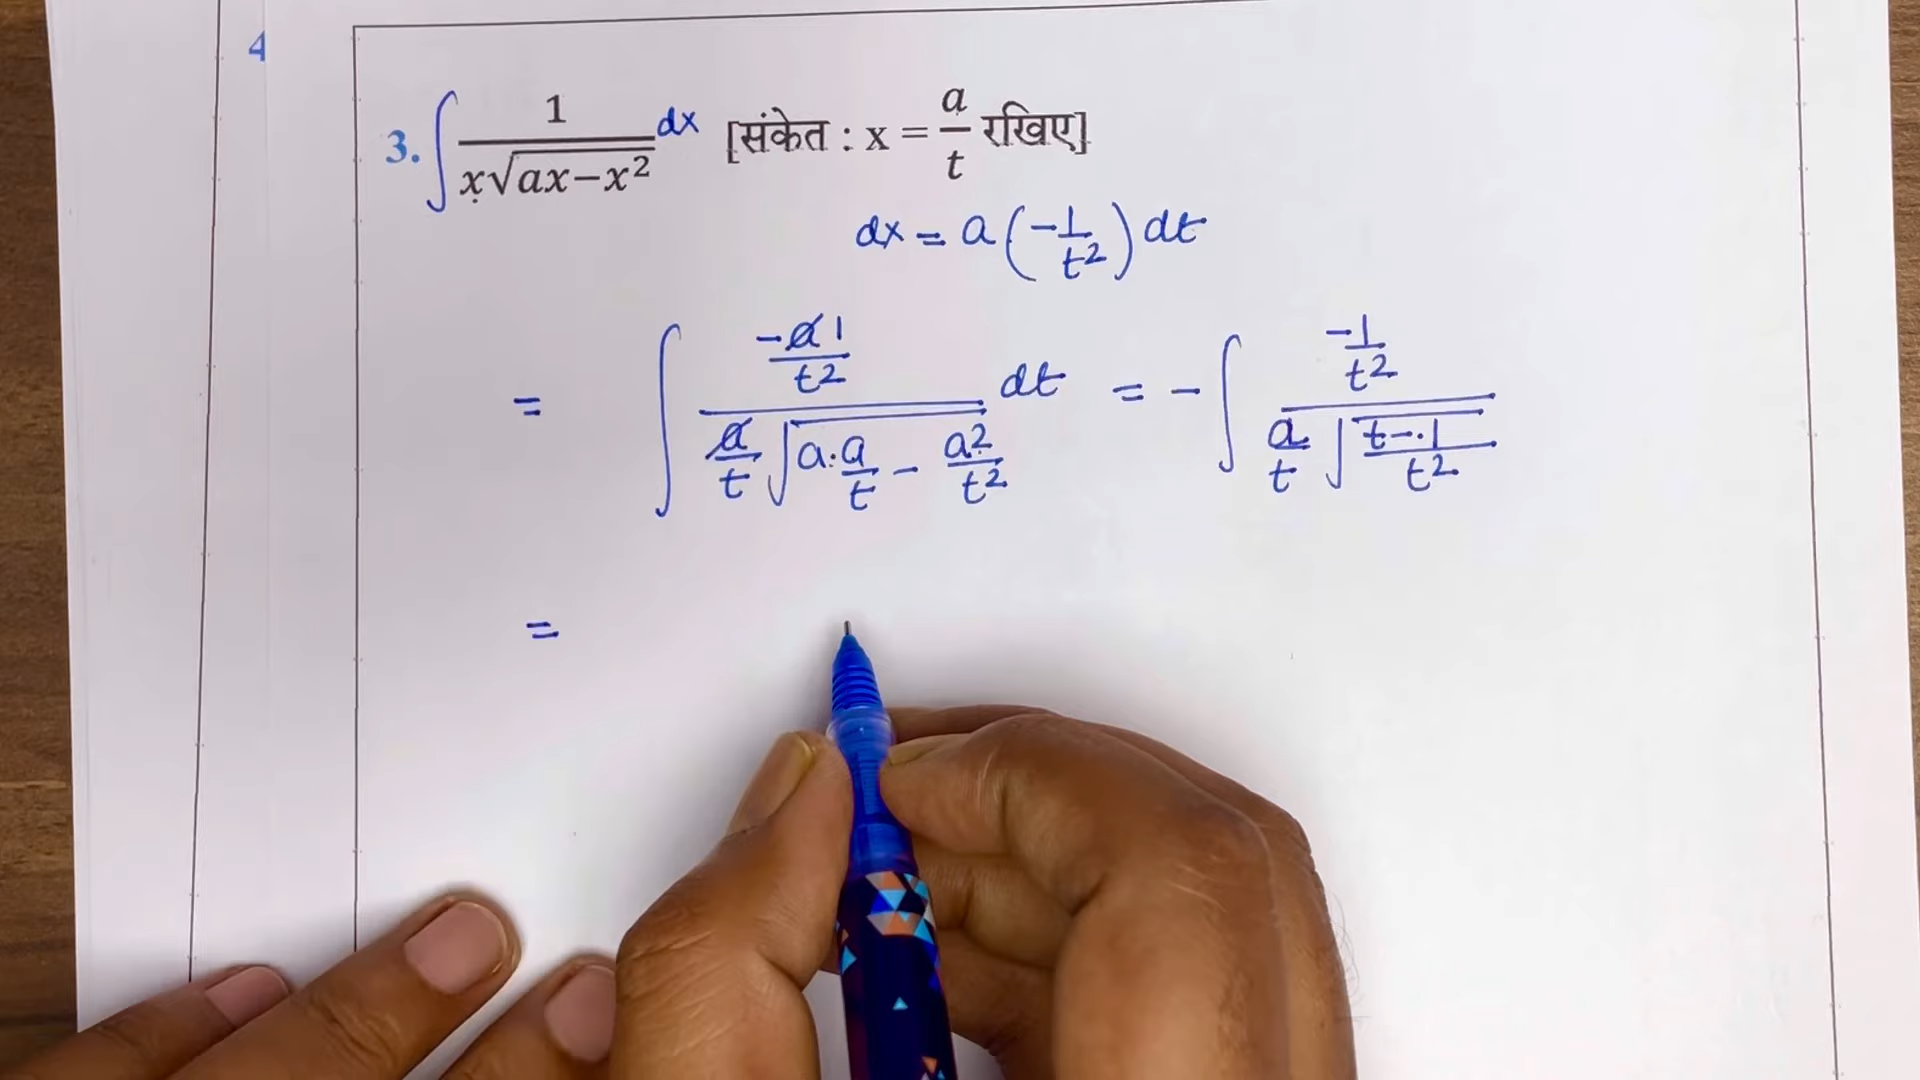 4
3. ∫ 1/(x√(ax−x²)) dx [संकेत : x = a/t रखिए]
dx = a(−1/t²) dt
= ∫ (−a 1/t²)/(a/t √(a·a/t − a²/t²)) dt = −∫ (−1/t²)/(a/t √((t−·1)/t²))
=